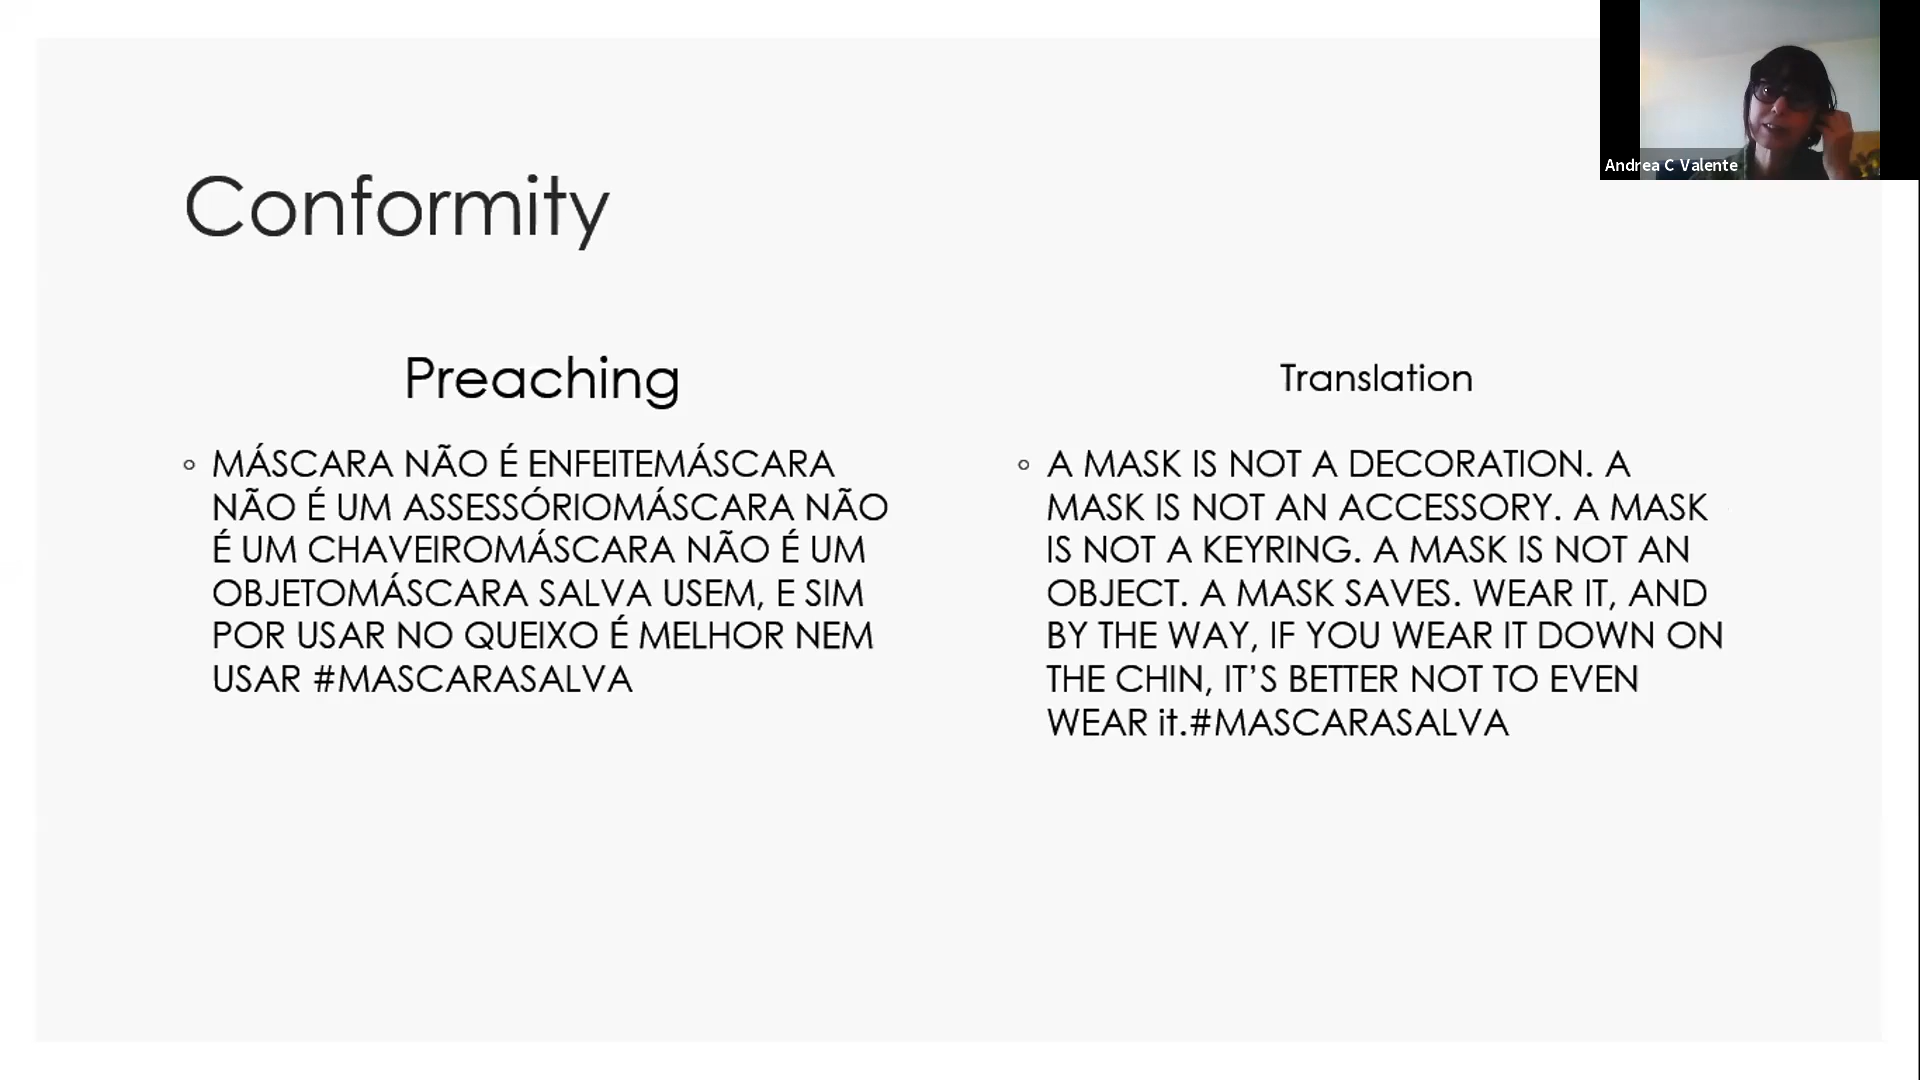 Andrea C Valente
Conformity
Preaching
MÁSCARA NÃO É ENFEITEMÁSCARA
NÃO É UM ASSESSÓRIOMÁSCARA NÃO
É UM CHAVEIROMÁSCARA NÃO É UM
OBJETOMÁSCARA SALVA USEM, E SIM
POR USAR NO QUEIXO É MELHOR NEM
USAR #MASCARASALVA
Translation
A MASK IS NOT A DECORATION. A
MASK IS NOT AN ACCESSORY. A MASK
IS NOT A KEYRING. A MASK IS NOT AN
OBJECT. A MASK SAVES. WEAR IT, AND
BY THE WAY, IF YOU WEAR IT DOWN ON
THE CHIN, IT’S BETTER NOT TO EVEN
WEAR it.#MASCARASALVA